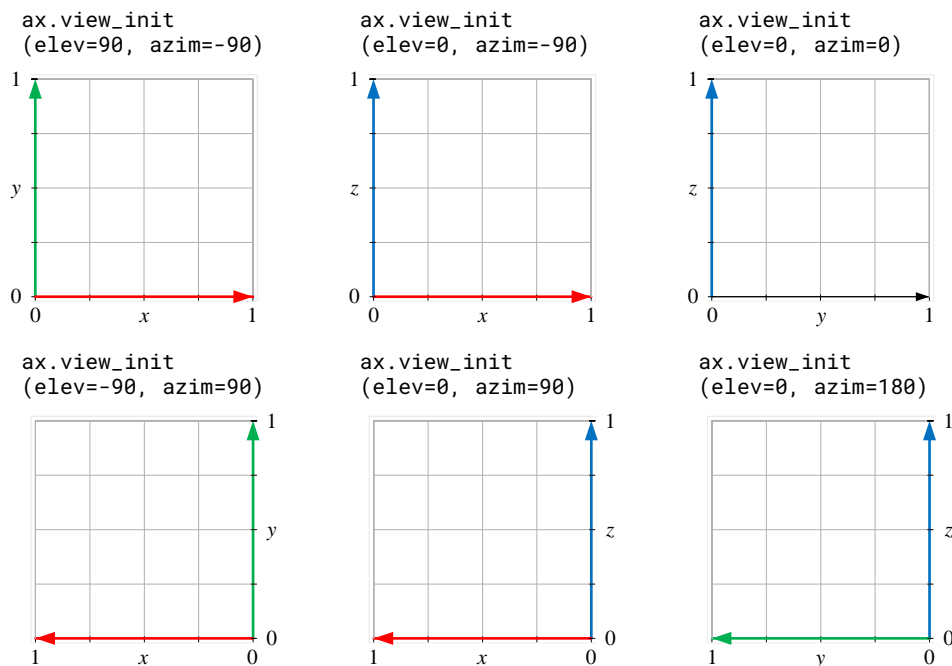 ax.view_init
(elev=90, azim=-90)
ax.view_init
(elev=0, azim=-90)
ax.view_init
(elev=0, azim=0)
1
y
0
0
x
1
1
z
0
0
x
1
1
z
0
0
y
1
ax.view_init
(elev=-90, azim=90)
ax.view_init
(elev=0, azim=90)
ax.view_init
(elev=0, azim=180)
1
y
0
1
x
0
1
z
0
1
x
0
1
z
0
1
y
0